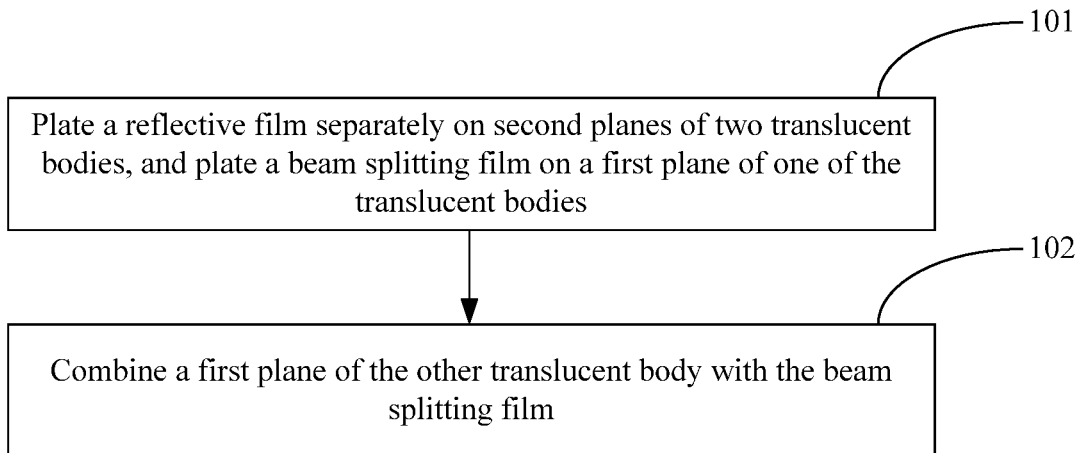 101
Plate a reflective film separately on second planes of two translucent
bodies, and plate a beam splitting film on a first plane of one of the
translucent bodies
102
Combine a first plane of the other translucent body with the beam
splitting film